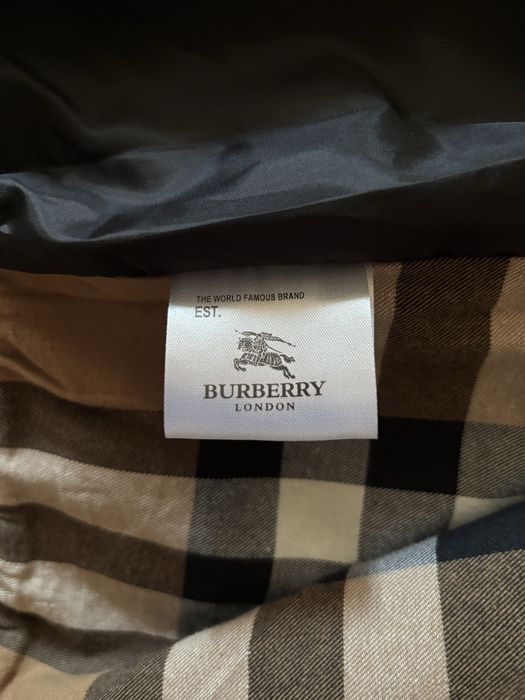 THE WORLD FAMOUS BRAND
EST.
BURBERRY
LONDON